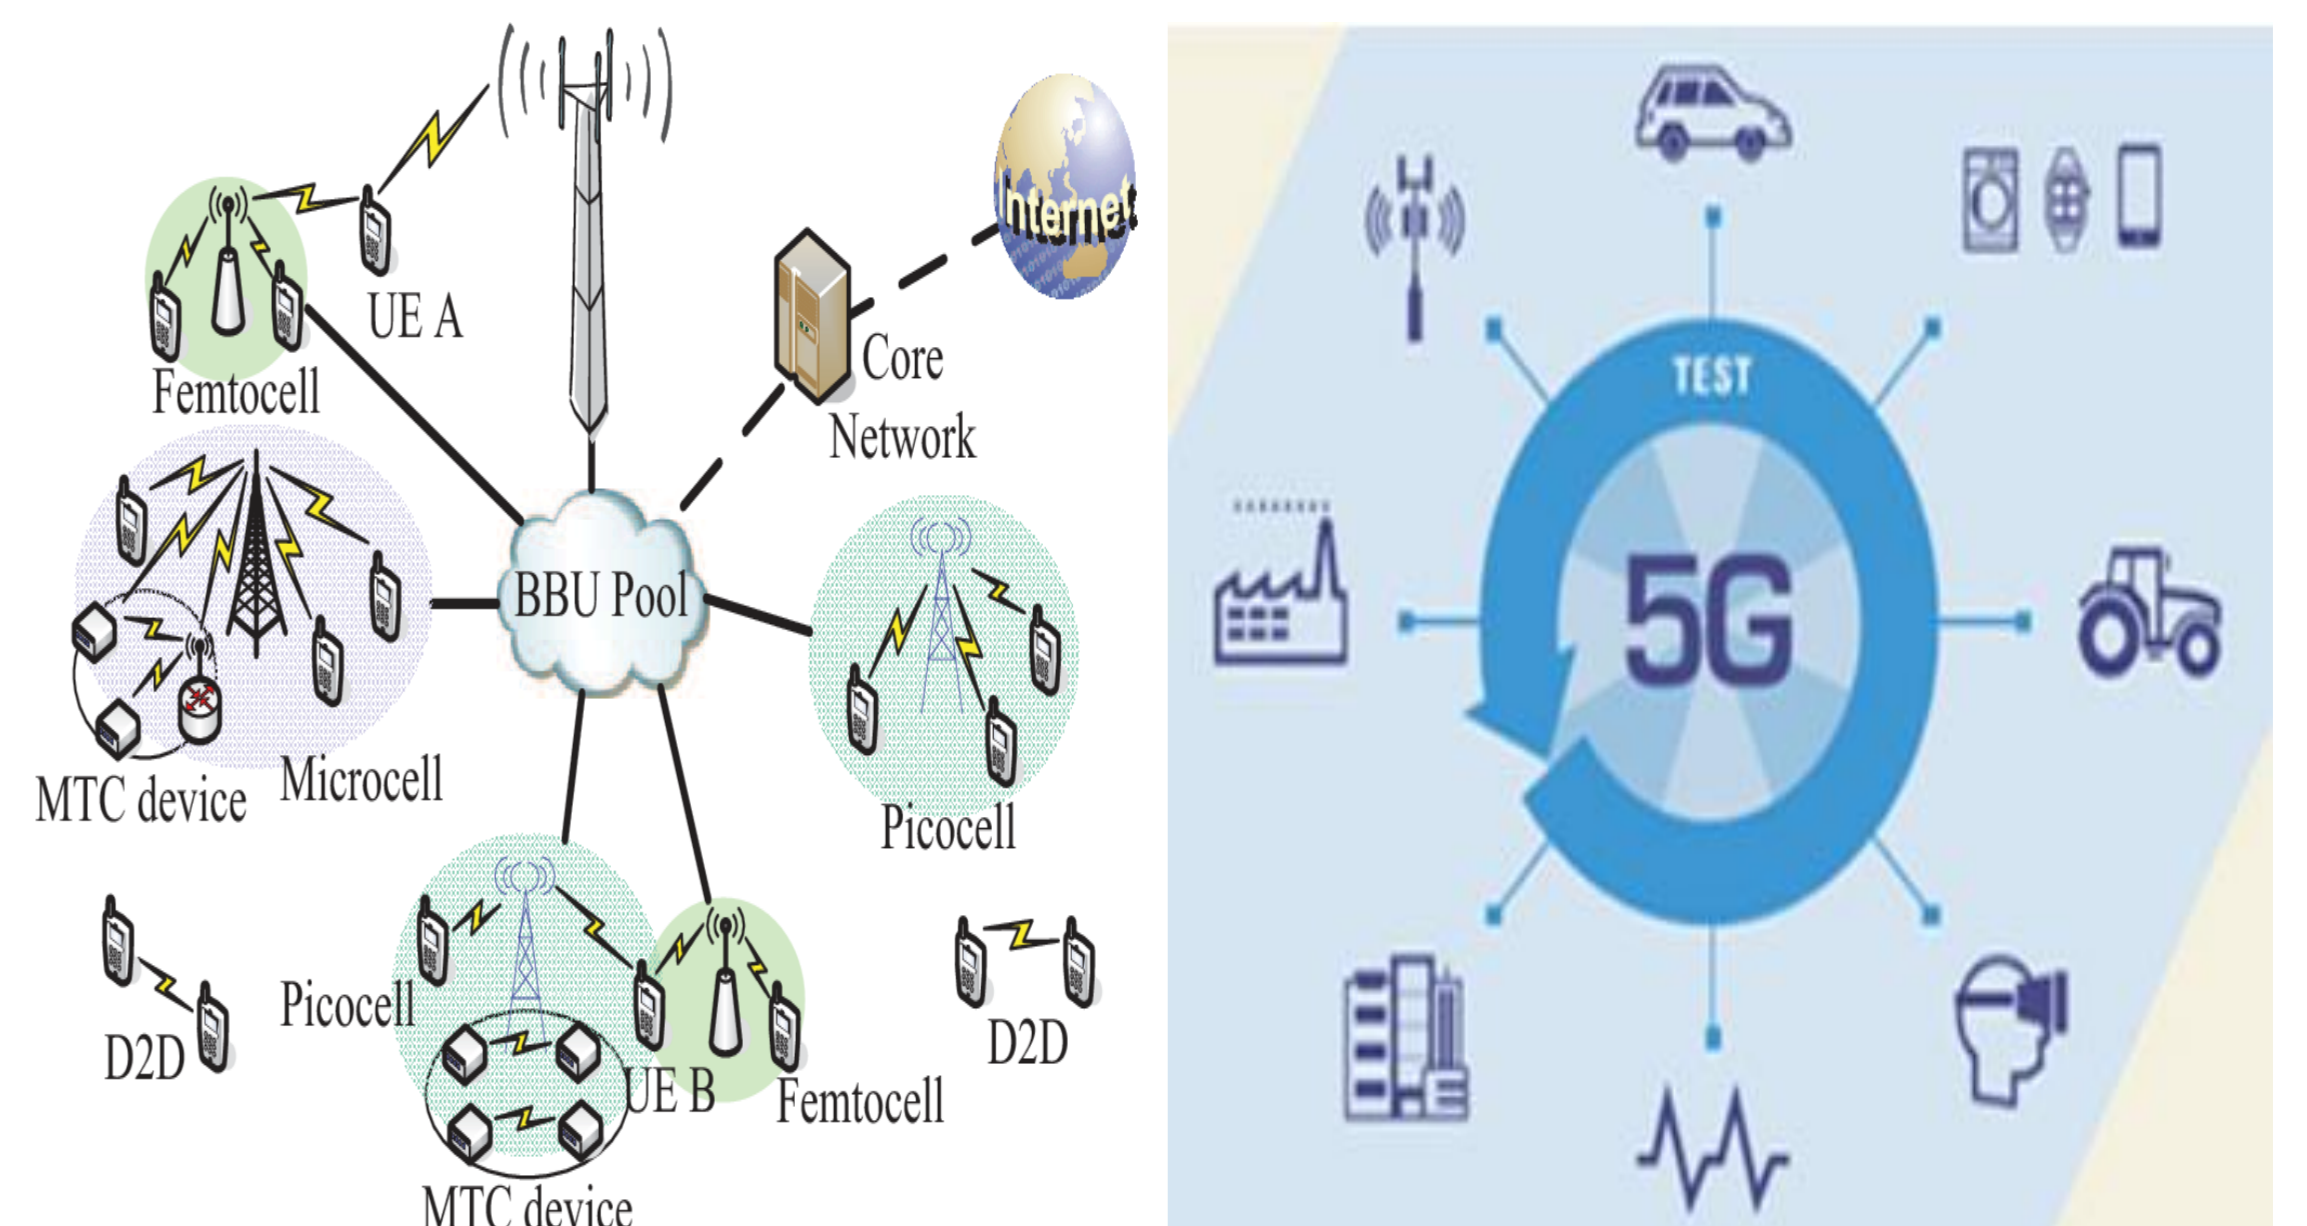 Internet
UE A
Femtocell
Core
Network
BBU Pool
MTC device
Microcell
Picocell
Picocell
D2D
UE B
Femtocell
D2D
MTC device
TEST
5G